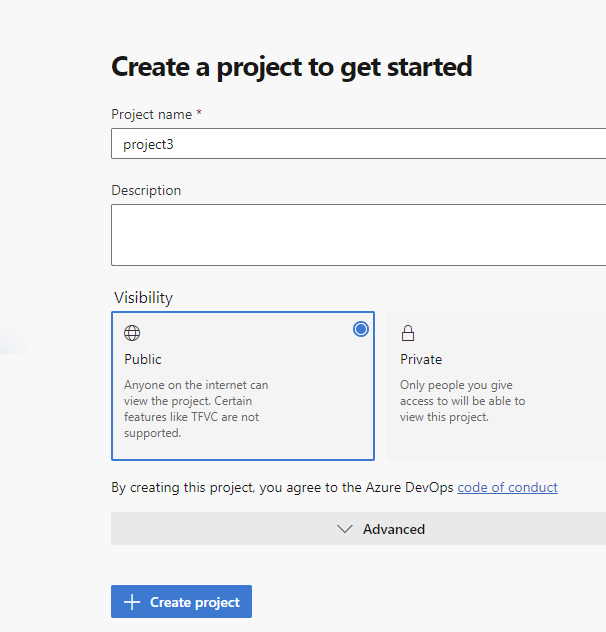 Create a project to get started
Project name *
project3
Description
Visibility
Public
Anyone on the internet can
view the project. Certain
features like TFVC are not
supported.
Private
Only people you give
access to will be able to
view this project.
By creating this project, you agree to the Azure DevOps code of conduct
Advanced
Create project